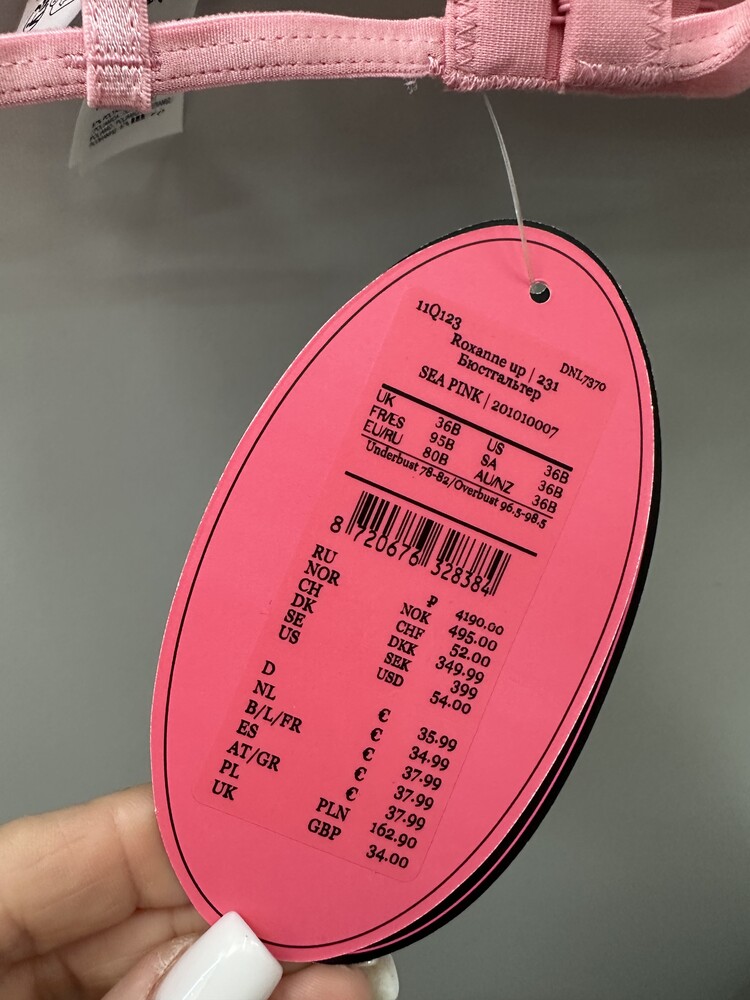 11Q123
Roxanne up | 231 DNL7370
Бюстгальтер
SEA PINK | 201010007
UK 36B US 36B
FR/ES 95B SA 36B
EU/RU 80B AU/NZ 36B
Underbust 78-82/Overbust 96.5-98.5
8 720676 328384
RU ₽ 4190.00
NOR NOK 495.00
CH CHF 52.00
DK DKK 349.99
SE SEK 399
US USD 54.00
D € 35.99
NL € 34.99
B/L/FR € 37.99
ES € 37.99
AT/GR € 37.99
PL PLN 162.90
UK GBP 34.00